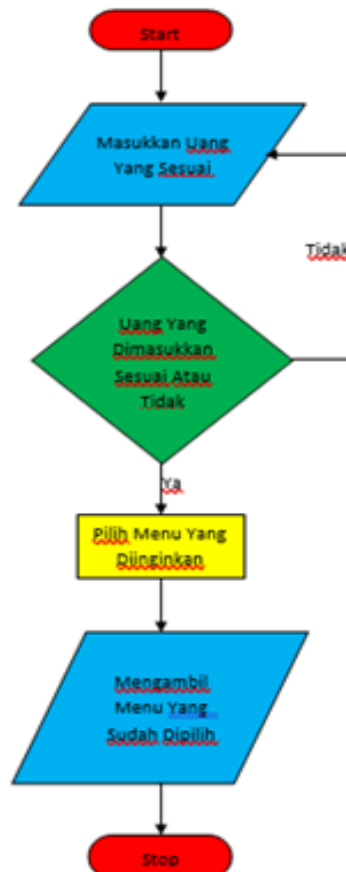 Start
Masukkan Uang
Yang Sesuai
Tidak
Uang Yang
Dimasukkan
Sesuai Atau
Tidak
Ya
Pilih Menu Yang
Diinginkan
Mengambil
Menu Yang
Sudah Dipilih
Stop